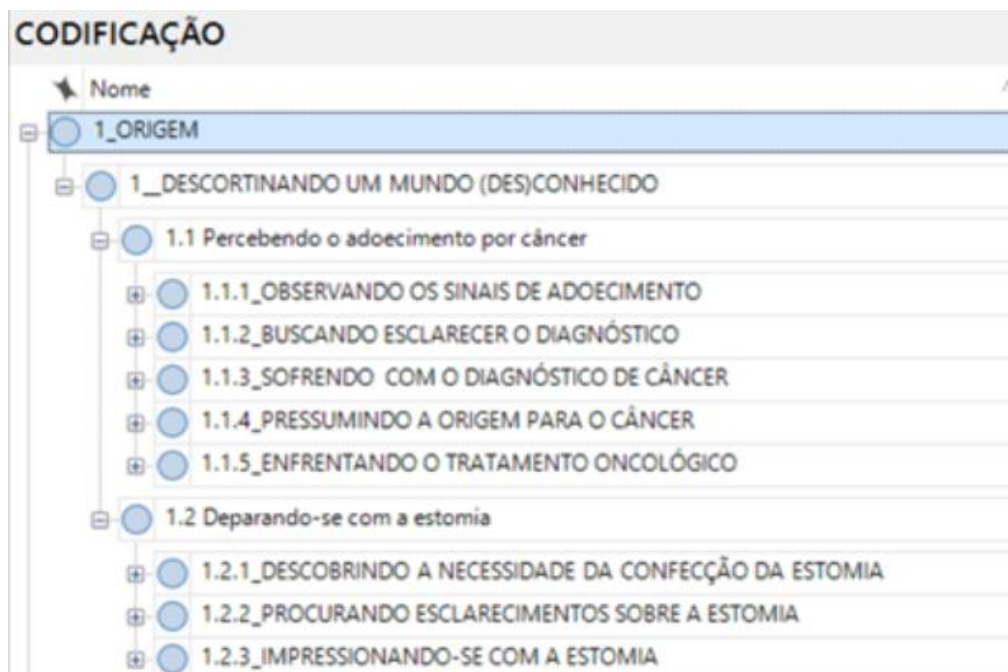 CODIFICAÇÃO
Nome
1_ORIGEM
1__DESCORTINANDO UM MUNDO (DES)CONHECIDO
1.1 Percebendo o adoecimento por câncer
1.1.1_OBSERVANDO OS SINAIS DE ADOECIMENTO
1.1.2_BUSCANDO ESCLARECER O DIAGNÓSTICO
1.1.3_SOFRENDO  COM O DIAGNÓSTICO DE CÂNCER
1.1.4_PRESSUMINDO A ORIGEM PARA O CÂNCER
1.1.5_ENFRENTANDO O TRATAMENTO ONCOLÓGICO
1.2 Deparando-se com a estomia
1.2.1_DESCOBRINDO A NECESSIDADE DA CONFECÇÃO DA ESTOMIA
1.2.2_PROCURANDO ESCLARECIMENTOS SOBRE A ESTOMIA
1.2.3_IMPRESSIONANDO-SE COM A ESTOMIA